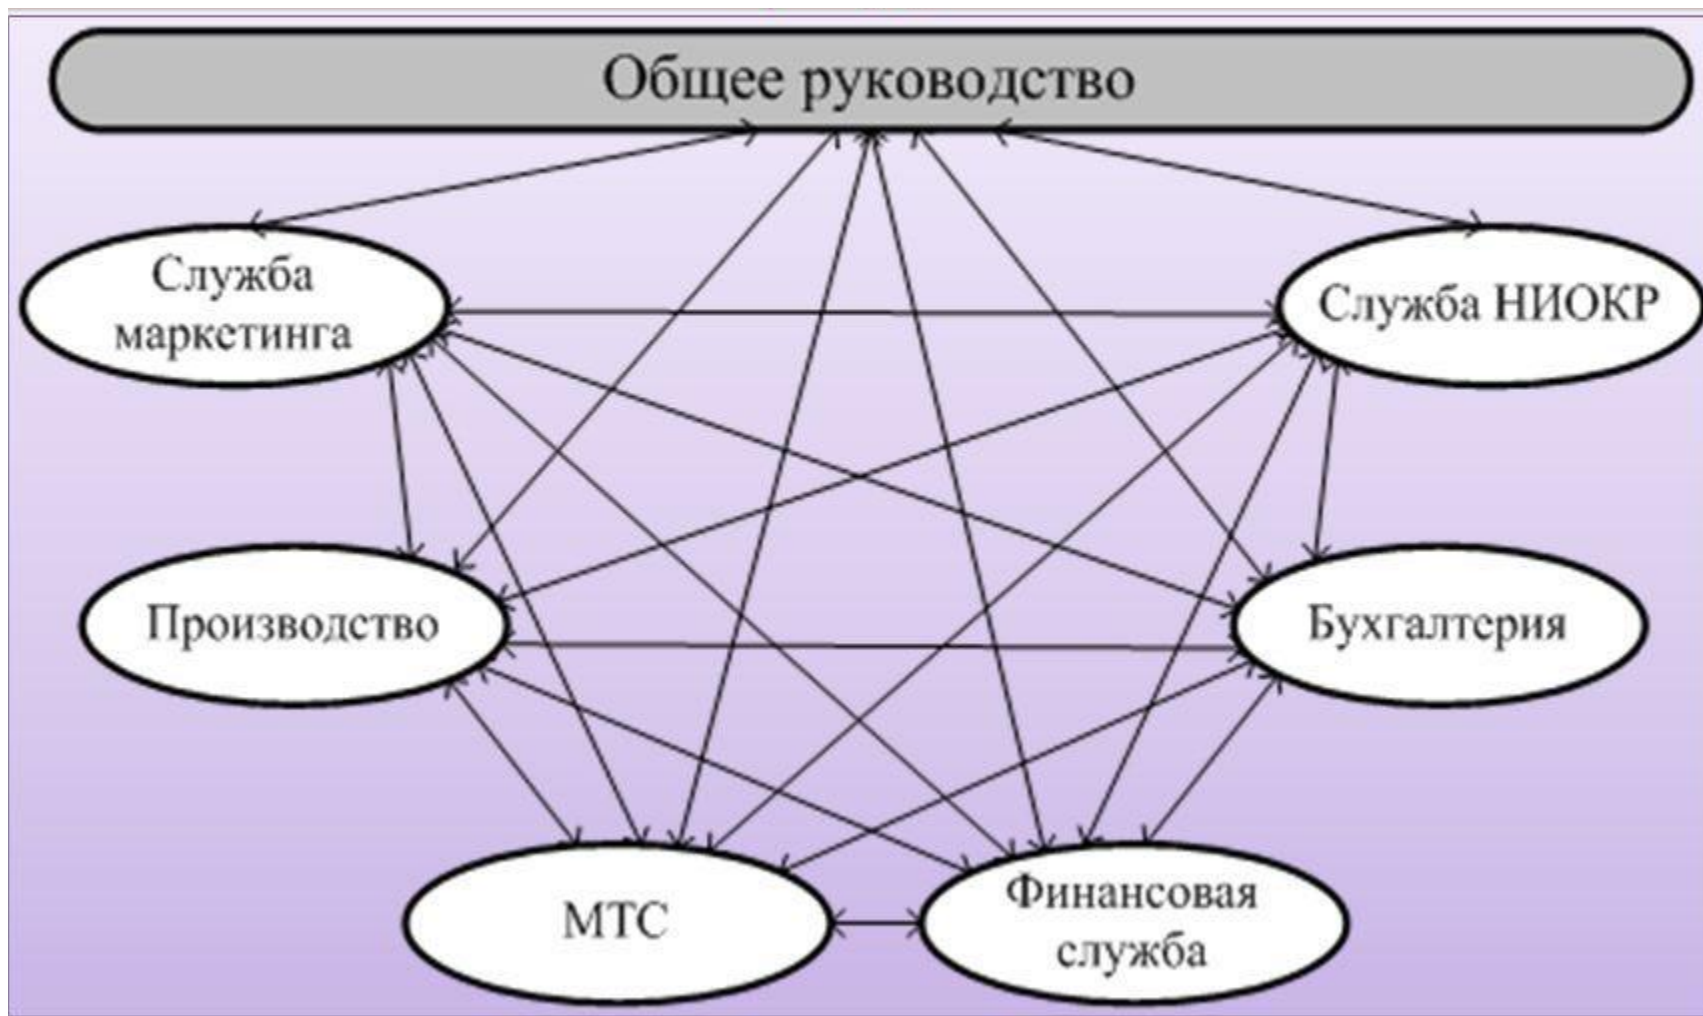 Общее руководство
Служба
маркетинга
Служба НИОКР
Производство
Бухгалтерия
МТС
Финансовая
служба